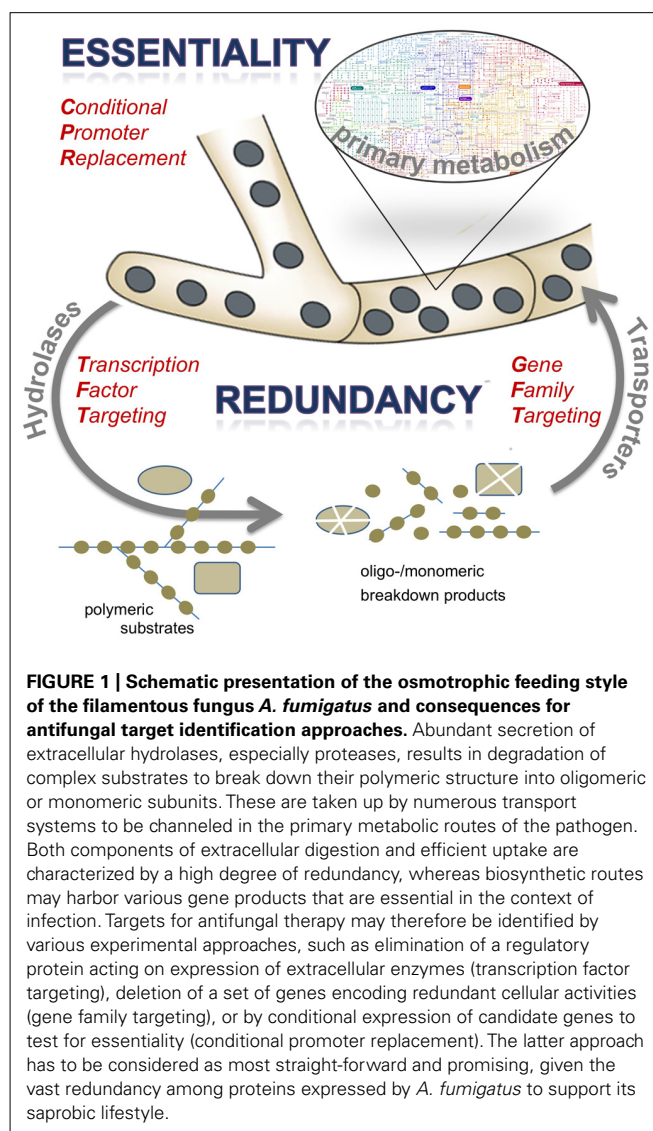 ESSENTIALITY
Conditional
Promoter
Replacement
primary metabolism
Hydrolases
Transcription
Factor
Targeting
REDUNDANCY
Gene
Family
Targeting
Transporters
polymeric
substrates
oligo-/monomeric
breakdown products
FIGURE 1 | Schematic presentation of the osmotrophic feeding style
of the filamentous fungus A. fumigatus and consequences for
antifungal target identification approaches. Abundant secretion of
extracellular hydrolases, especially proteases, results in degradation of
complex substrates to break down their polymeric structure into oligomeric
or monomeric subunits. These are taken up by numerous transport
systems to be channeled in the primary metabolic routes of the pathogen.
Both components of extracellular digestion and efficient uptake are
characterized by a high degree of redundancy, whereas biosynthetic routes
may harbor various gene products that are essential in the context of
infection. Targets for antifungal therapy may therefore be identified by
various experimental approaches, such as elimination of a regulatory
protein acting on expression of extracellular enzymes (transcription factor
targeting), deletion of a set of genes encoding redundant cellular activities
(gene family targeting), or by conditional expression of candidate genes to
test for essentiality (conditional promoter replacement). The latter approach
has to be considered as most straight-forward and promising, given the
vast redundancy among proteins expressed by A. fumigatus to support its
saprobic lifestyle.